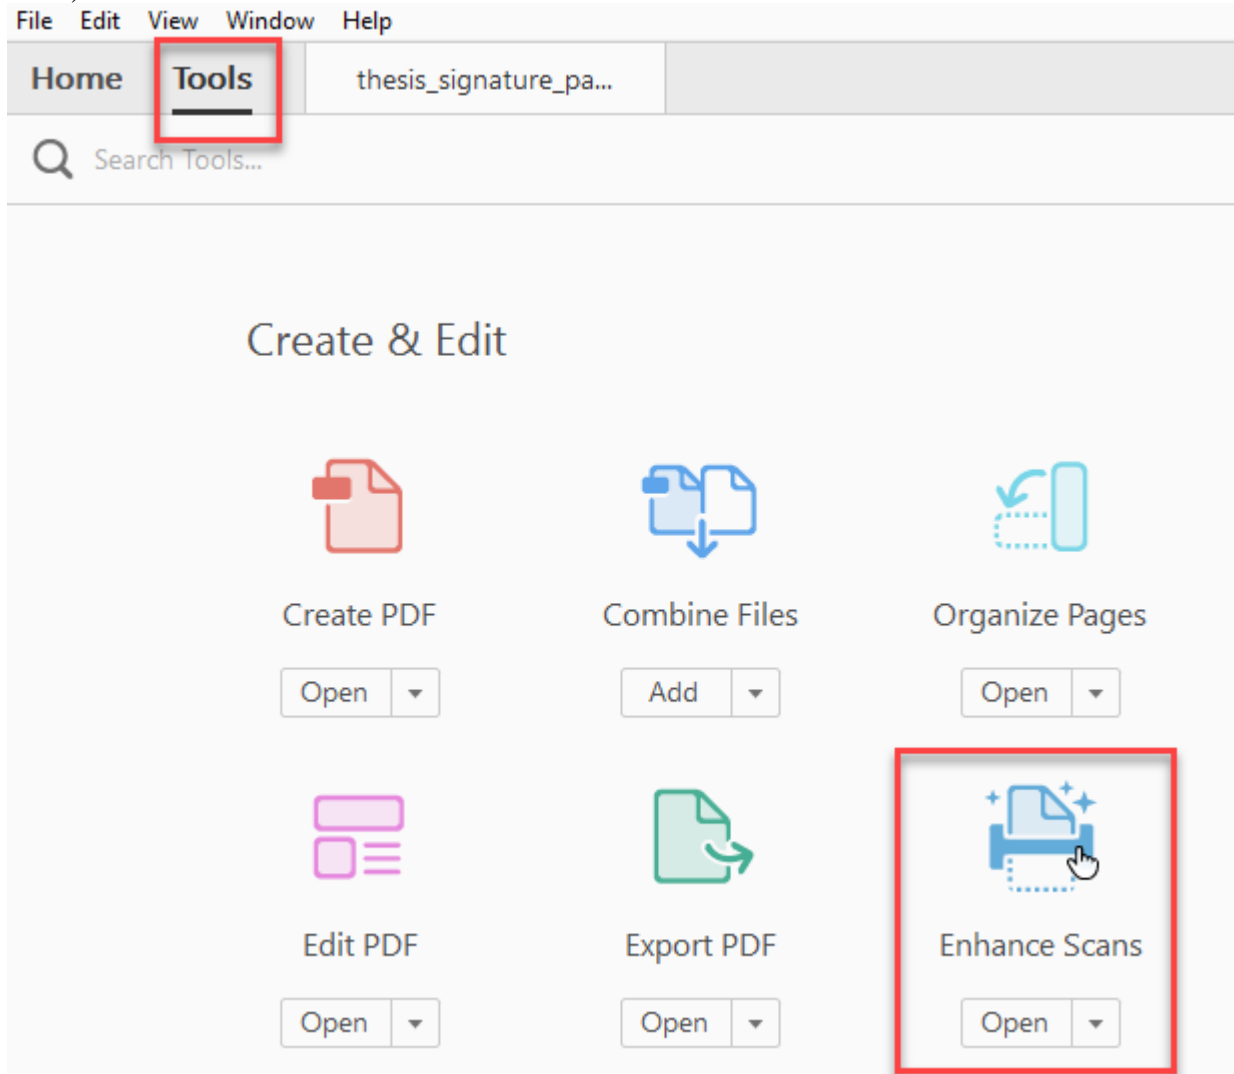 File Edit View Window Help
Home Tools thesis_signature_pa...
Search Tools...
Create & Edit
Create PDF Combine Files Organize Pages
Open Add Open
Edit PDF Export PDF Enhance Scans
Open Open Open